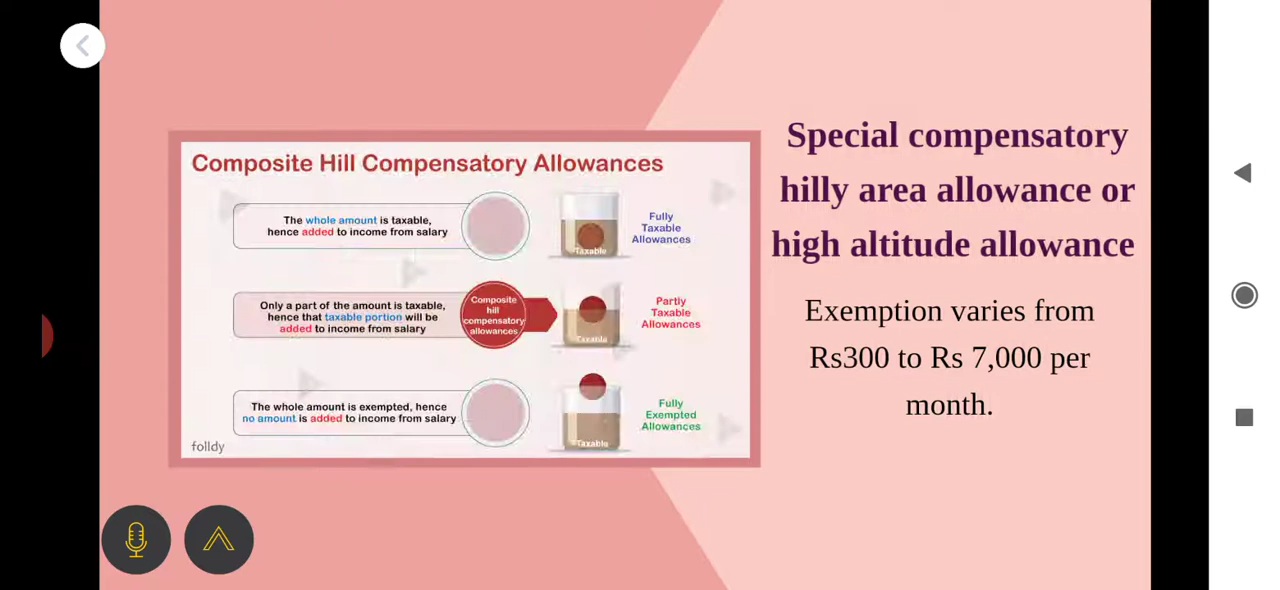 Composite Hill Compensatory Allowances
The whole amount is taxable,
hence added to income from salary
Taxable
Fully
Taxable
Allowances
Only a part of the amount is taxable,
hence that taxable portion will be
added to income from salary
Composite
hill
compensatory
allowances
Taxable
Partly
Taxable
Allowances
The whole amount is exempted, hence
no amount is added to income from salary
Taxable
Fully
Exempted
Allowances
folldy
Special compensatory
hilly area allowance or
high altitude allowance
Exemption varies from
Rs300 to Rs 7,000 per
month.